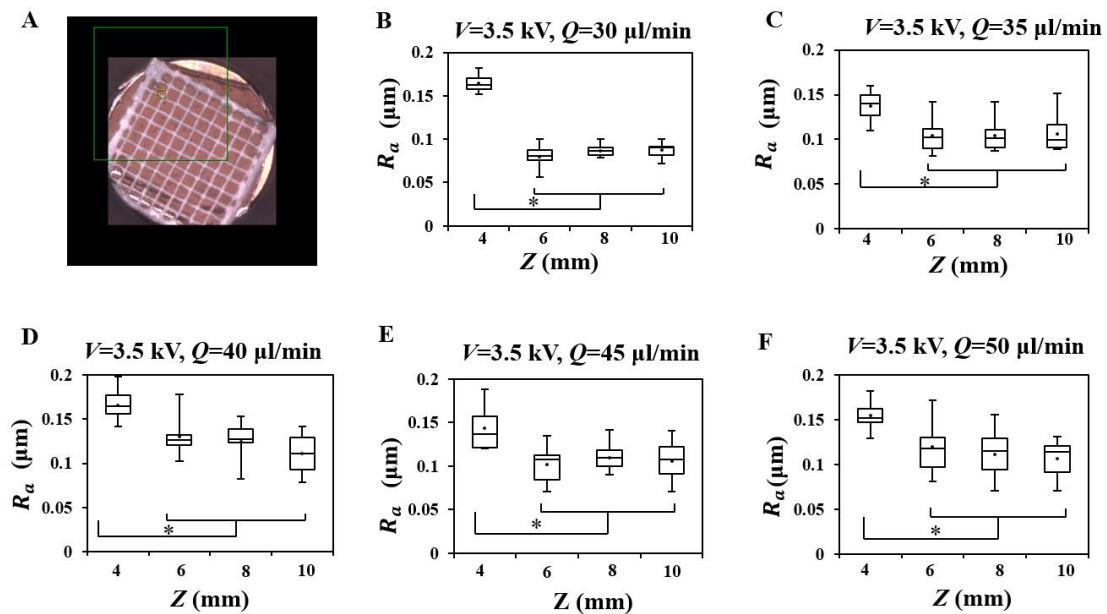 A
B
V=3.5 kV, Q=30 μl/min
0.2
0.15
0.1
0.05
0
Ra (μm)
*
4 6 8 10
Z (mm)
C
V=3.5 kV, Q=35 μl/min
0.2
0.15
0.1
0.05
0
Ra (μm)
*
4 6 8 10
Z (mm)
D
V=3.5 kV, Q=40 μl/min
0.2
0.15
0.1
0.05
0
Ra (μm)
*
4 6 8 10
Z (mm)
E
V=3.5 kV, Q=45 μl/min
0.2
0.15
0.1
0.05
0
Ra (μm)
*
4 6 8 10
Z (mm)
F
V=3.5 kV, Q=50 μl/min
0.2
0.15
0.1
0.05
0
Ra (μm)
*
4 6 8 10
Z (mm)